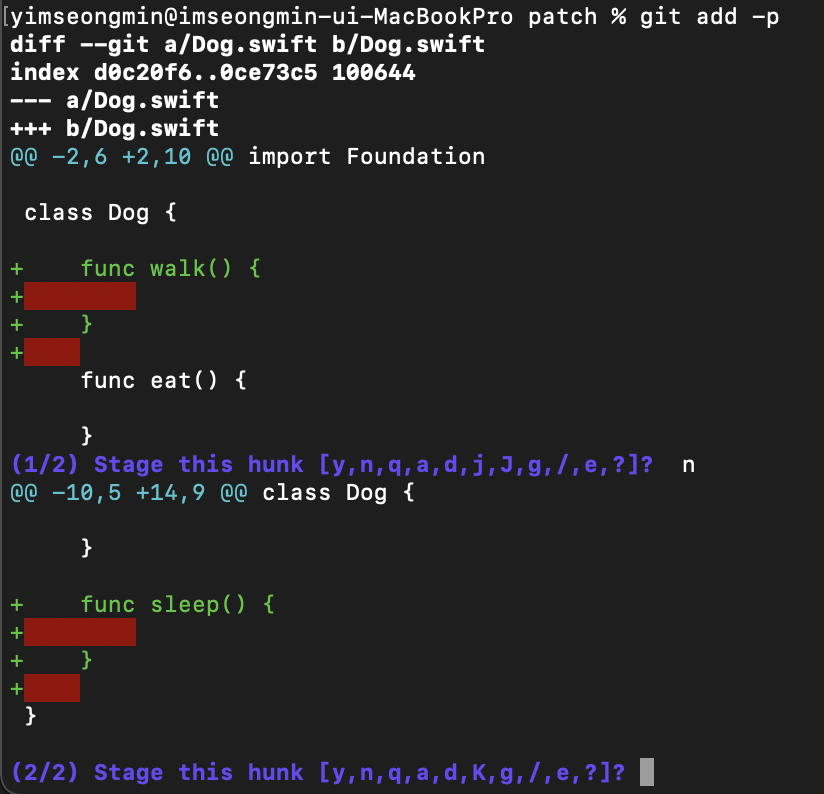 [yimseongmin@imseongmin-ui-MacBookPro patch % git add -p
diff --git a/Dog.swift b/Dog.swift
index d0c20f6..0ce73c5 100644
--- a/Dog.swift
+++ b/Dog.swift
@@ -2,6 +2,10 @@ import Foundation
 class Dog {
+    func walk() {
+
+    }
+
     func eat() {
     }
(1/2) Stage this hunk [y,n,q,a,d,j,J,g,/,e,?]?  n
@@ -10,5 +14,9 @@ class Dog {
     }
+    func sleep() {
+
+    }
+
 }
(2/2) Stage this hunk [y,n,q,a,d,K,g,/,e,?]?